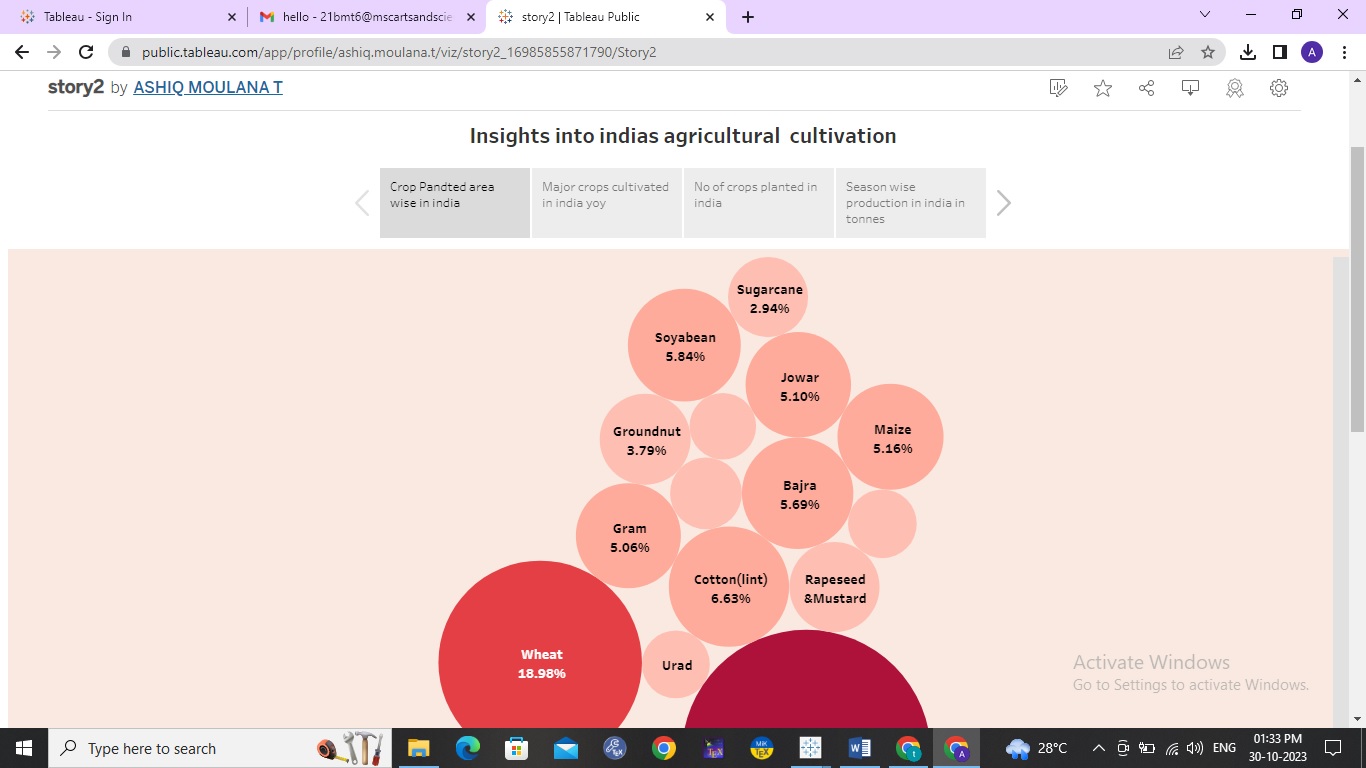 Tableau - Sign In
hello - 21bmt6@mscartsandscie
story2 | Tableau Public
public.tableau.com/app/profile/ashiq.moulana.t/viz/story2_16985855871790/Story2
A
story2 by ASHIQ MOULANA T
Insights into indias agricultural cultivation
Crop Pandted area
wise in india
Major crops cultivated
in india yoy
No of crops planted in
india
Season wise
production in india in
tonnes
Sugarcane
2.94%
Soyabean
5.84%
Jowar
5.10%
Maize
5.16%
Groundnut
3.79%
Bajra
5.69%
Gram
5.06%
Cotton(lint)
6.63%
Rapeseed
&Mustard
Wheat
18.98%
Urad
Activate Windows
Go to Settings to activate Windows.
Type here to search
28°C
ENG
01:33 PM
30-10-2023